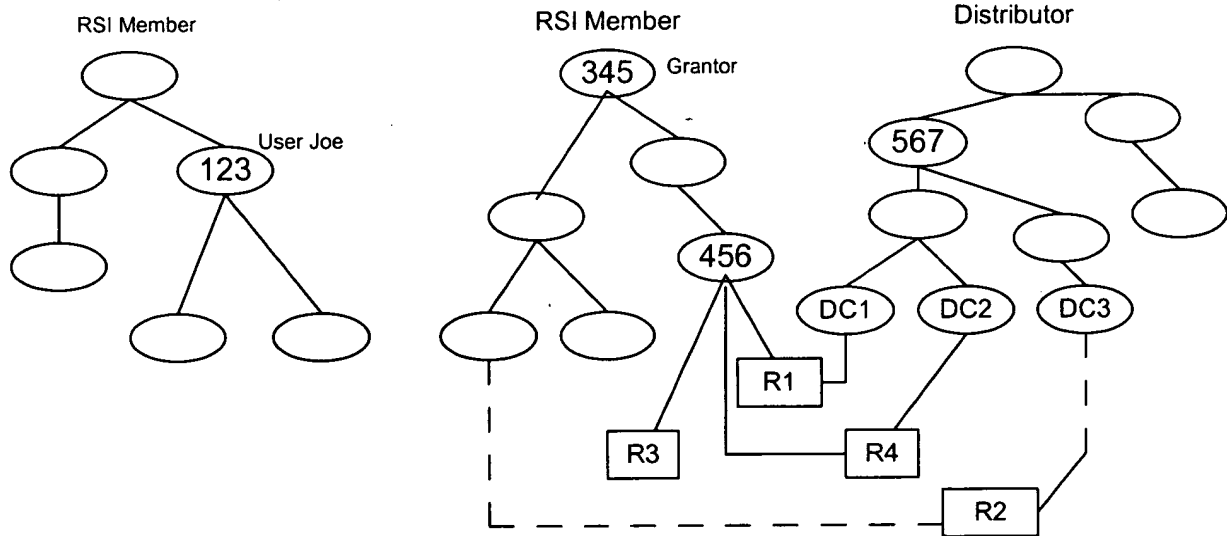 RSI Member
RSI Member
Distributor
345 Grantor
User Joe
123
567
456
DC1 DC2 DC3
R1
R3
R4
R2